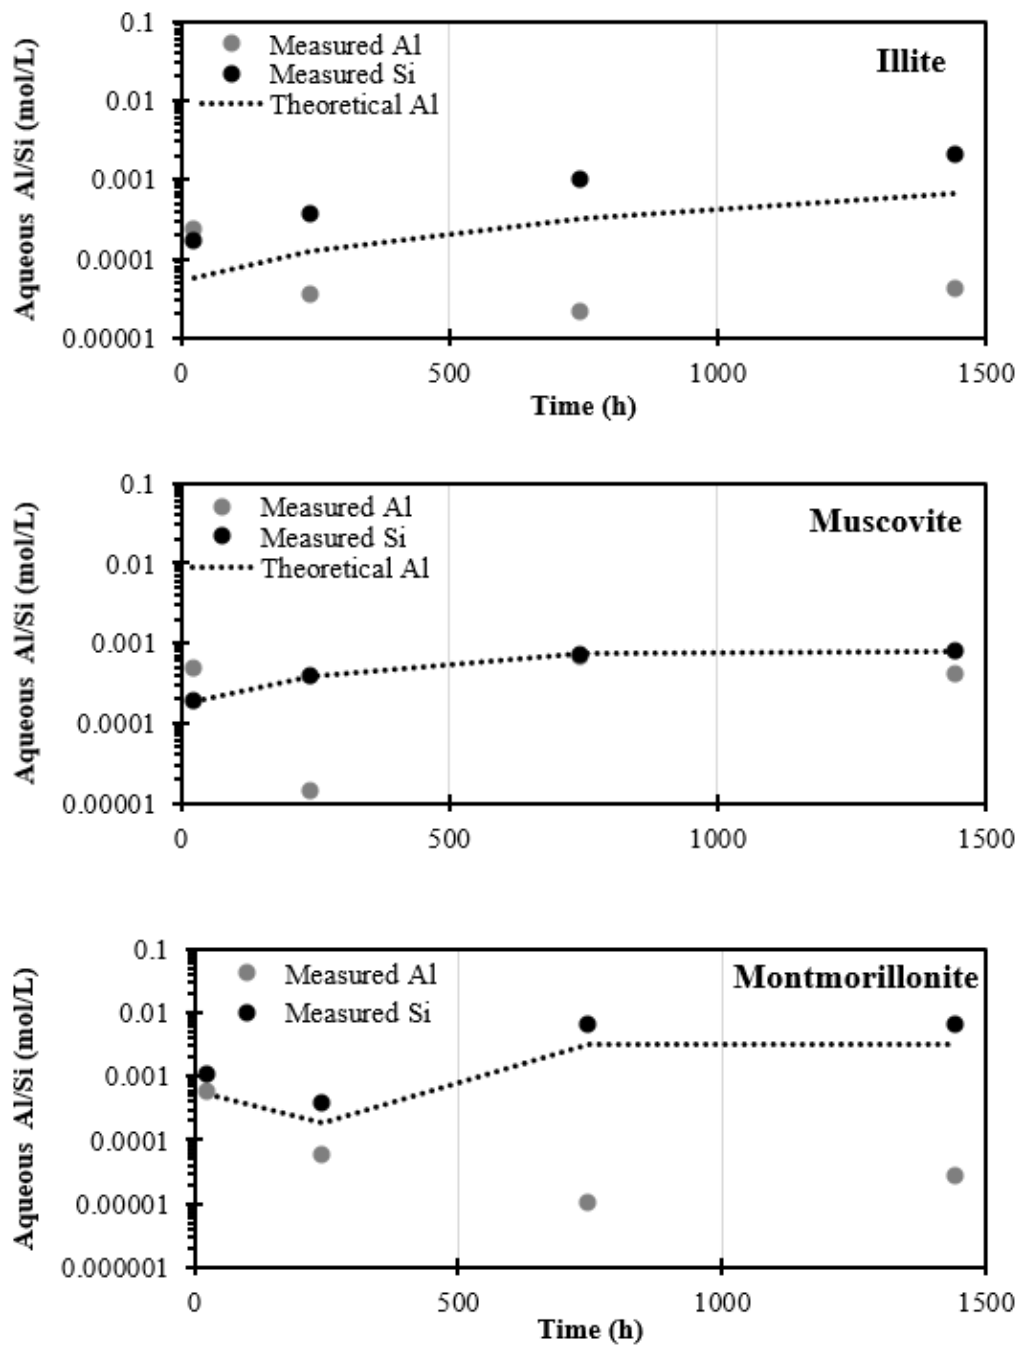 Illite
Measured Al
Measured Si
Theoretical Al
Aqueous Al/Si (mol/L)
0.1
0.01
0.001
0.0001
0.00001
0 500 1000 1500
Time (h)
Muscovite
Measured Al
Measured Si
Theoretical Al
Aqueous Al/Si (mol/L)
0.1
0.01
0.001
0.0001
0.00001
0 500 1000 1500
Montmorillonite
Measured Al
Measured Si
Aqueous Al/Si (mol/L)
0.1
0.01
0.001
0.0001
0.00001
0.000001
0 500 1000 1500
Time (h)